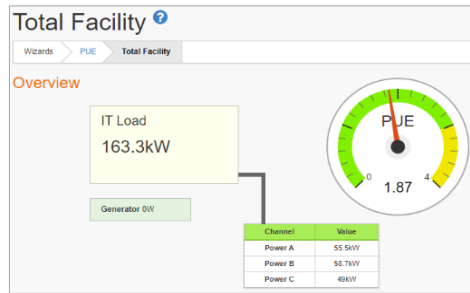 Total Facility ?
Wizards PUE Total Facility
Overview
IT Load
163.3kW
Generator 0W
PUE
0 4
1.87
Channel Value
Power A 55.5kW
Power B 58.7kW
Power C 49kW